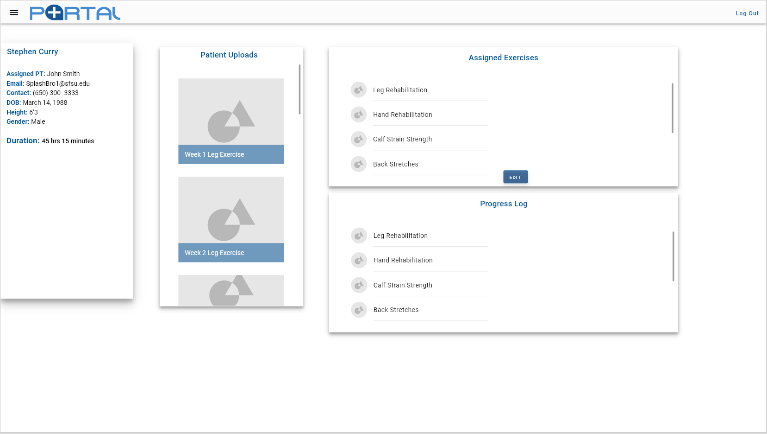 PORTAL
Log Out
Stephen Curry
Assigned PT: John Smith
Email: SplashBro1@sfsu.edu
Contact: (650) 300- 3333
DOB: March 14, 1988
Height: 6'3
Gender: Male
Duration: 45 hrs 15 minutes
Patient Uploads
Week 1 Leg Exercise
Week 2 Leg Exercise
Assigned Exercises
Leg Rehabilitation
Hand Rehabilitation
Calf Strain Strength
Back Stretches
EDIT
Progress Log
Leg Rehabilitation
Hand Rehabilitation
Calf Strain Strength
Back Stretches